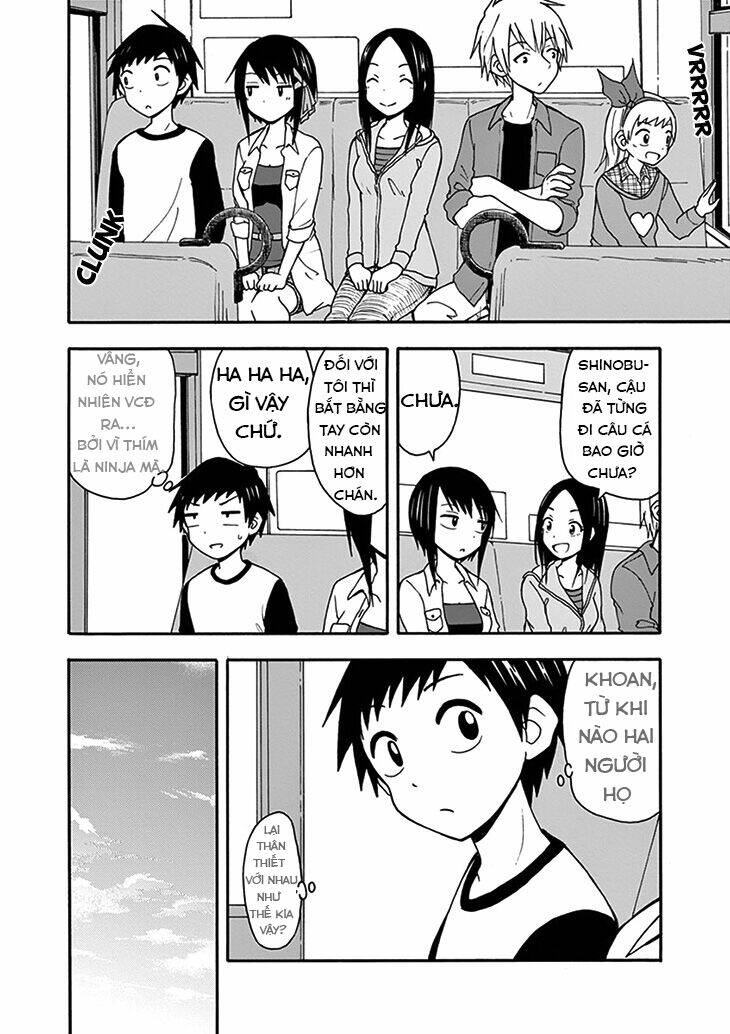 VRRRRR
CLUNK
SHINOBU-
SAN, CẬU
ĐÃ TỪNG
ĐI CÂU CÁ
BAO GIỜ
CHƯA?
CHƯA.
ĐỐI VỚI
TÔI THÌ
BẮT BẰNG
TAY CÒN
NHANH
HƠN
CHÁN.
HA HA HA,
GÌ VẬY
CHỨ.
VÂNG,
NÓ HIỂN
NHIÊN VCĐ
RA...
BỞI VÌ THÍM
LÀ NINJA MÀ.
KHOAN,
TỪ KHI
NÀO HAI
NGƯỜI
HỌ
LẠI
THÂN
THIẾT
VỚI NHAU
NHƯ
THẾ KIA
VẬY?